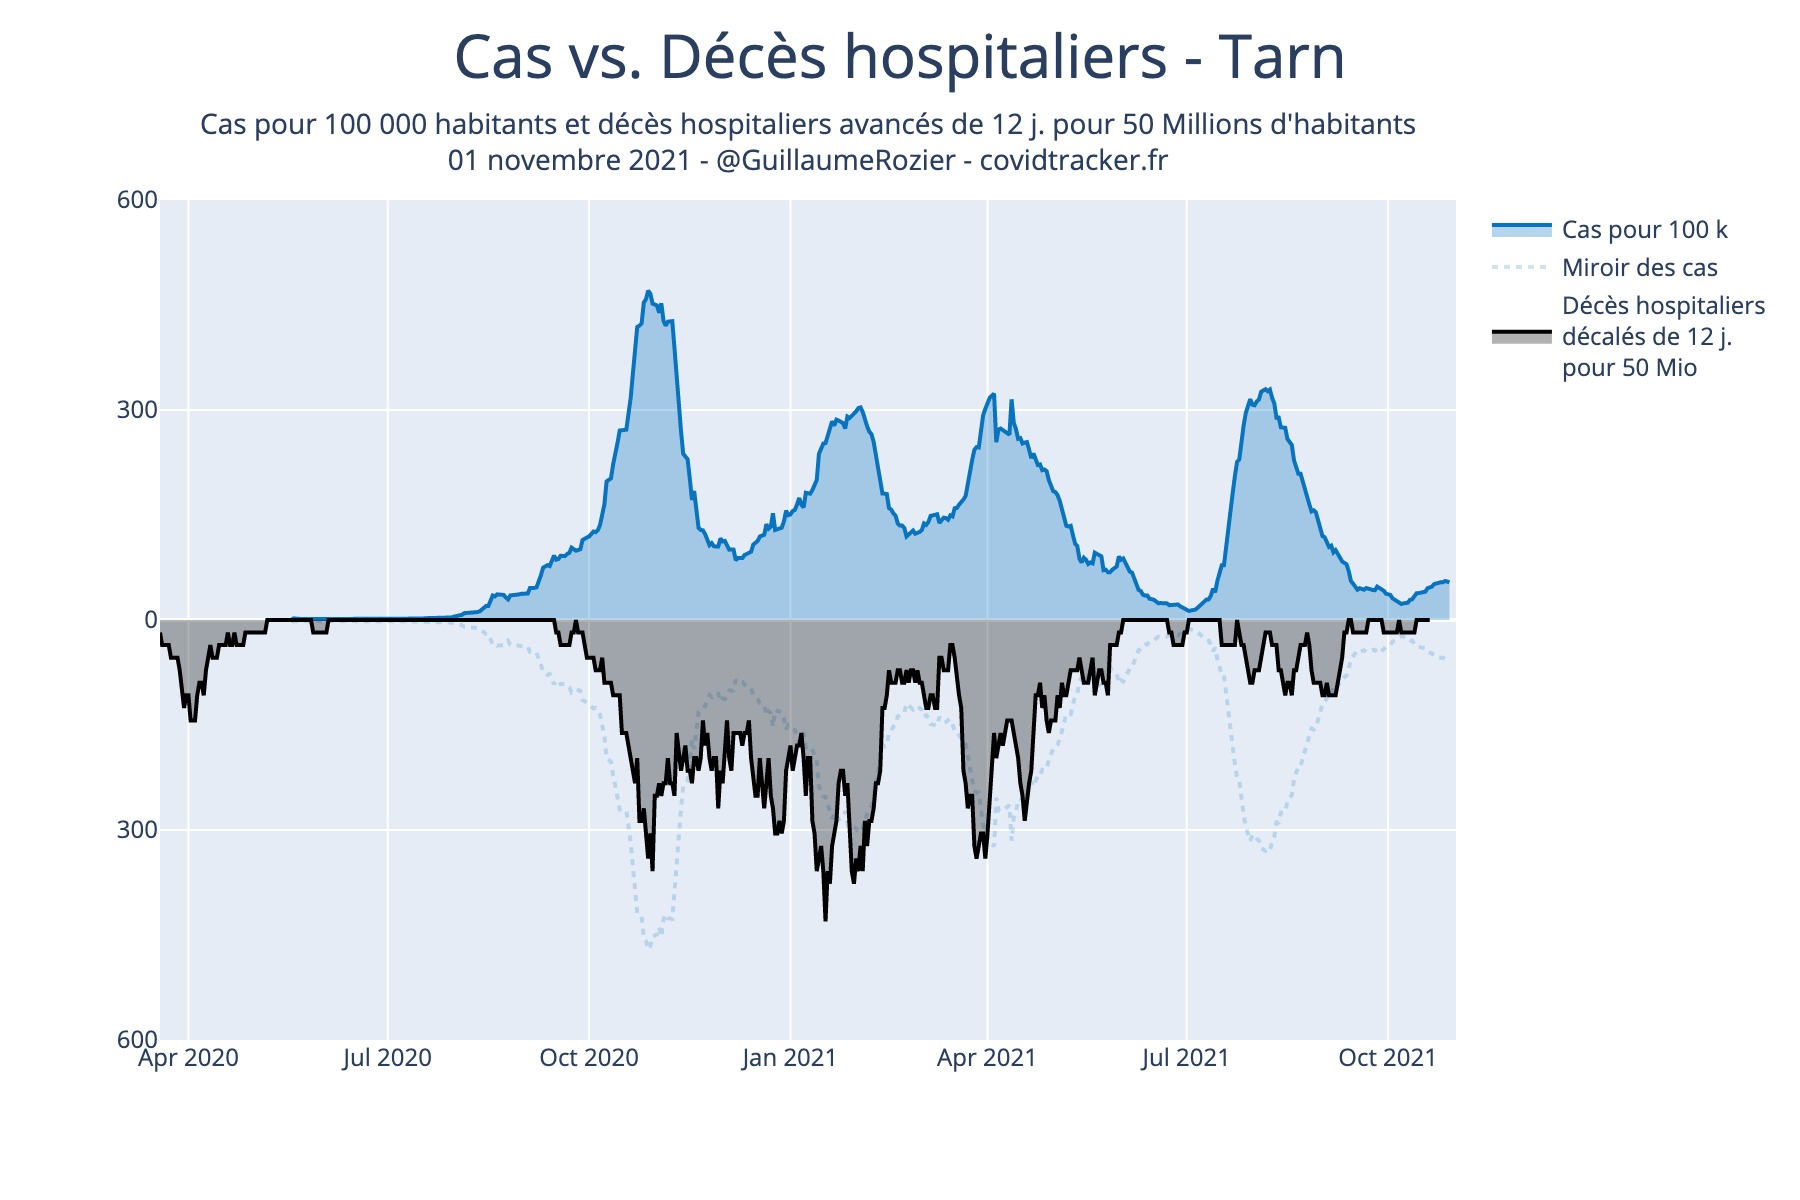 Cas vs. Décès hospitaliers - Tarn
Cas pour 100 000 habitants et décès hospitaliers avancés de 12 j. pour 50 Millions d'habitants
01 novembre 2021 - @GuillaumeRozier - covidtracker.fr
600
300
0
300
600
Apr 2020
Jul 2020
Oct 2020
Jan 2021
Apr 2021
Jul 2021
Oct 2021
Cas pour 100 k
Miroir des cas
Décès hospitaliers
décalés de 12 j.
pour 50 Mio